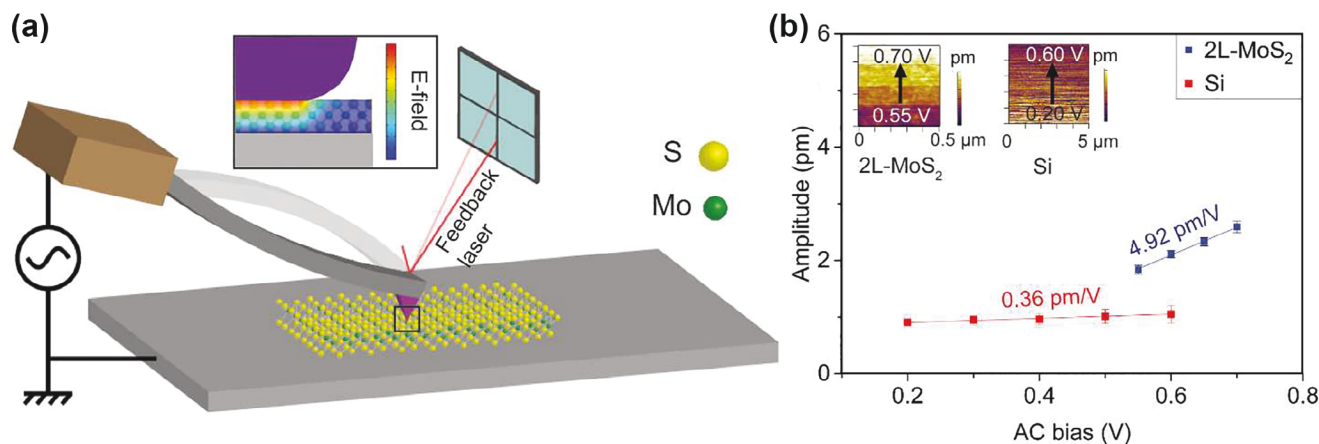 (a)
E-field
Feedback
laser
S
Mo
(b)
6
4
2
0
Amplitude (pm)
0.2
0.4
0.6
0.8
AC bias (V)
2L-MoS2
Si
0.70 V
0.55 V
pm
0
0.5 μm
2L-MoS2
0.60 V
0.20 V
pm
0
5 μm
Si
4.92 pm/V
0.36 pm/V